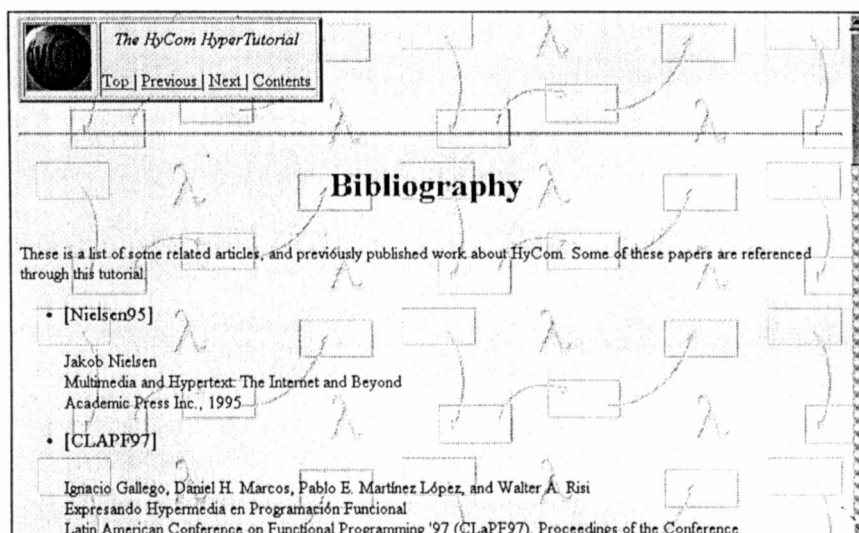 The HyCom HyperTutorial
Top | Previous | Next | Contents
Bibliography
These is a list of some related articles, and previously published work about HyCom. Some of these papers are referenced
through this tutorial.
• [Nielsen95]
Jakob Nielsen
Multimedia and Hypertext: The Internet and Beyond
Academic Press Inc., 1995
• [CLAPF97]
Ignacio Gallego, Daniel H. Marcos, Pablo E. Martínez López, and Walter A. Risi
Expresando Hypermedia en Programación Funcional
Latin American Conference on Functional Programming '97 (CLaPF97). Proceedings of the Conference